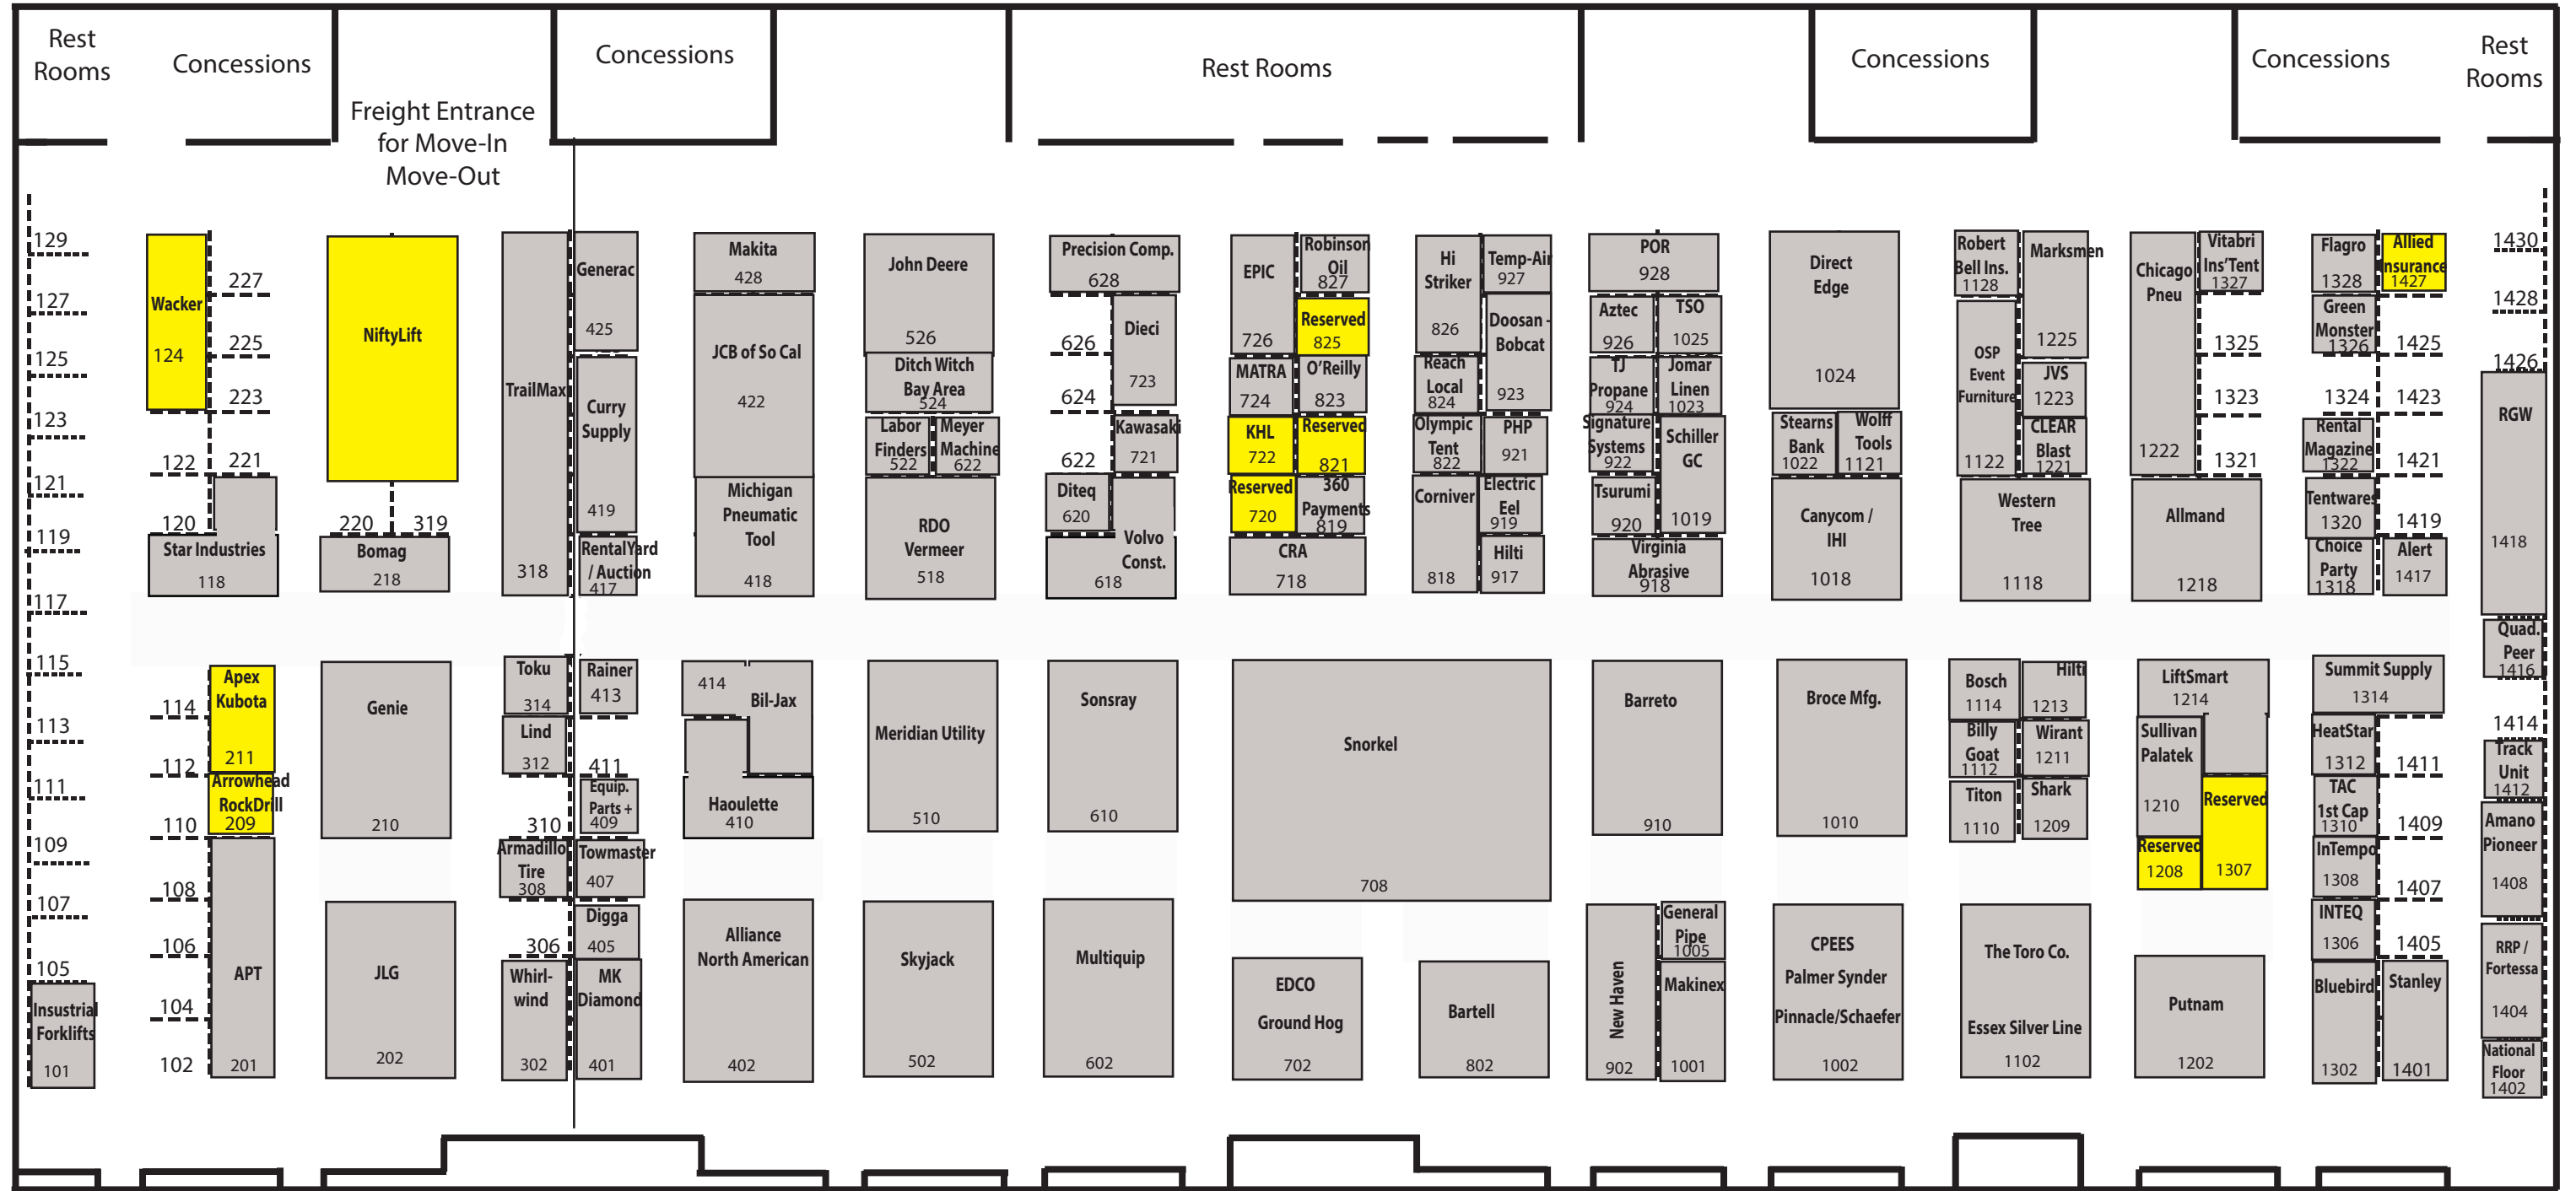 Rest
Rooms
Concessions
Freight Entrance
for Move-In
Move-Out
Concessions
Rest Rooms
Concessions
Concessions
Rest
Rooms
129
127
125
123
121
119
117
115
113
111
109
107
105
Insustrial
Forklifts
101
Wacker
124
122
120
227
225
223
221
Star Industries
118
NiftyLift
220
319
Bomag
218
TrailMax
318
Generac
425
Curry
Supply
419
RentalYard
/ Auction
417
Makita
428
JCB of So Cal
422
Michigan
Pneumatic
Tool
418
John Deere
526
Ditch Witch
Bay Area
524
Labor
Finders
522
Meyer
Machine
622
RDO
Vermeer
518
Precision Comp.
628
626
624
622
Dieci
723
Kawasaki
721
Diteq
620
Volvo
Const.
618
EPIC
726
Robinson
Oil
827
Reserved
825
MATRA
724
O'Reilly
823
KHL
722
Reserved
821
Reserved
720
360
Payments
819
CRA
718
Hi
Striker
826
Temp-Air
927
Doosan -
Bobcat
923
Reach
Local
824
Olympic
Tent
822
PHP
921
Corniver
818
Electric
Eel
919
Hilti
917
POR
928
Aztec
926
TSO
1025
TJ
Propane
924
Jomar
Linen
1023
Signature
Systems
922
Schiller
GC
1019
Tsurumi
920
Virginia
Abrasive
918
Direct
Edge
1024
Stearns
Bank
1022
Wolff
Tools
1121
Canycom /
IHI
1018
Robert
Bell Ins.
1128
Marksmen
1225
OSP
Event
Furniture
1122
JVS
1223
CLEAR
Blast
1221
Western
Tree
1118
Chicago
Pneu
1222
Vitabri
Ins'Tent
1327
1325
1323
1321
Allmand
1218
Flagro
1328
Allied
Insurance
1427
Green
Monster
1326
1425
1324
1423
Rental
Magazine
1322
1421
Tentwares
1320
1419
Choice
Party
1318
Alert
1417
1430
1428
1426
RGW
1418
Quad.
Peer
1416
114
112
110
108
106
104
102
Apex
Kubota
211
Arrowhead
RockDrill
209
APT
201
Genie
210
JLG
202
Toku
314
Lind
312
310
Armadillo
Tire
308
306
Whirl-
wind
302
Rainer
413
411
Equip.
Parts +
409
Towmaster
407
Digga
405
MK
Diamond
401
414
Bil-Jax
Haoulette
410
Alliance
North American
402
Meridian Utility
510
Skyjack
502
Sonsray
610
Multiquip
602
Snorkel
708
EDCO
Ground Hog
702
Bartell
802
Barreto
910
New Haven
902
General
Pipe
1005
Makinex
1001
Broce Mfg.
1010
CPEES
Palmer Synder
Pinnacle/Schaefer
1002
Bosch
1114
Hilti
1213
Billy
Goat
1112
Wirant
1211
Titon
1110
Shark
1209
The Toro Co.
Essex Silver Line
1102
LiftSmart
1214
Sullivan
Palatek
1210
Reserved
1307
Reserved
1208
Putnam
1202
Summit Supply
1314
HeatStar
1312
1411
TAC
1st Cap
1310
1409
InTempo
1308
1407
INTEQ
1306
1405
Bluebird
1302
Stanley
1401
1414
Track
Unit
1412
Amano
Pioneer
1408
RRP /
Fortessa
1404
National
Floor
1402